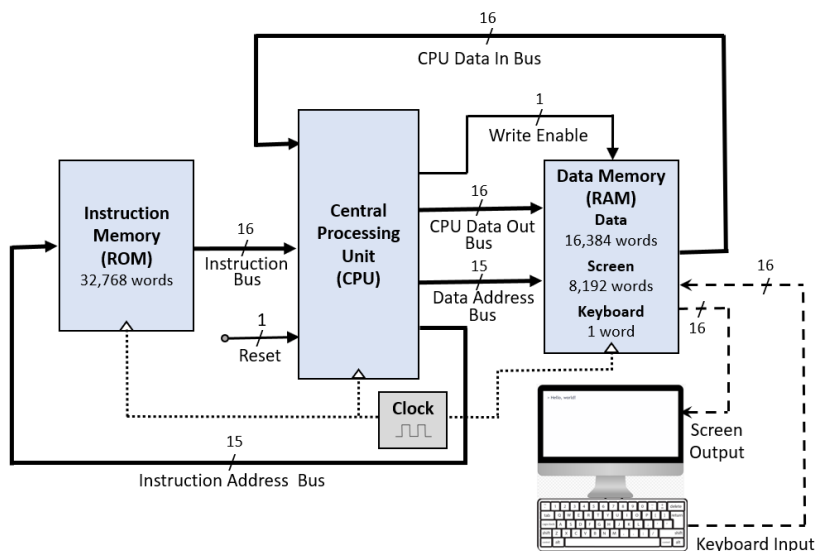 16
CPU Data In Bus
1
Write Enable
Instruction
Memory
(ROM)
32,768 words
16
Instruction
Bus
Central
Processing
Unit
(CPU)
16
CPU Data Out
Bus
15
Data Address
Bus
Data Memory
(RAM)
Data
16,384 words
Screen
8,192 words
Keyboard
1 word
16
16
1
Reset
Clock
> Hello, world!
Screen
Output
15
Instruction Address Bus
Keyboard Input